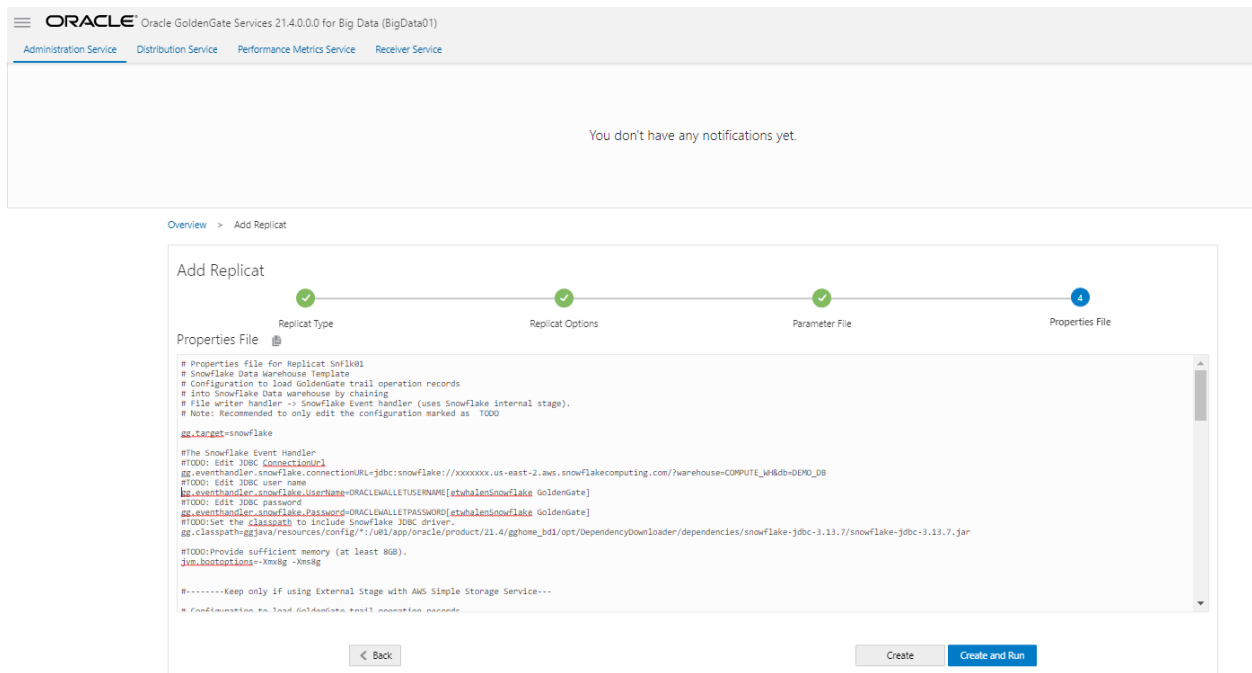 ORACLE Oracle GoldenGate Services 21.4.0.0.0 for Big Data (BigData01)
Administration Service Distribution Service Performance Metrics Service Receiver Service
You don't have any notifications yet.
Overview > Add Replicat
Add Replicat
4
Replicat Type Replicat Options Parameter File Properties File
Properties File
# Properties file for Replicat SnFlk01
# Snowflake Data Warehouse Template
# Configuration to load GoldenGate trail operation records
# into Snowflake Data warehouse by chaining
# File writer handler -> Snowflake Event handler (uses Snowflake internal stage).
# Note: Recommended to only edit the configuration marked as TODO
gg.target=snowflake
#The Snowflake Event Handler
#TODO: Edit JDBC ConnectionUrl
gg.eventhandler.snowflake.connectionURL=jdbc:snowflake://xxxxxxx.us-east-2.aws.snowflakecomputing.com/?warehouse=COMPUTE_WH&db=DEMO_DB
#TODO: Edit JDBC user name
gg.eventhandler.snowflake.UserName=ORACLEWALLETUSERNAME[etwhalenSnowflake GoldenGate]
#TODO: Edit JDBC password
gg.eventhandler.snowflake.Password=ORACLEWALLETPASSWORD[etwhalenSnowflake GoldenGate]
#TODO:Set the classpath to include Snowflake JDBC driver.
gg.classpath=ggjava/resources/config/*:/u01/app/oracle/product/21.4/gghome_bd1/opt/DependencyDownloader/dependencies/snowflake-jdbc-3.13.7/snowflake-jdbc-3.13.7.jar
#TODO:Provide sufficient memory (at least 8GB).
jvm.bootoptions=-Xmx8g -Xms8g
#--------Keep only if using External Stage with AWS Simple Storage Service---
# Configuration to load GoldenGate trail operation records
< Back Create Create and Run